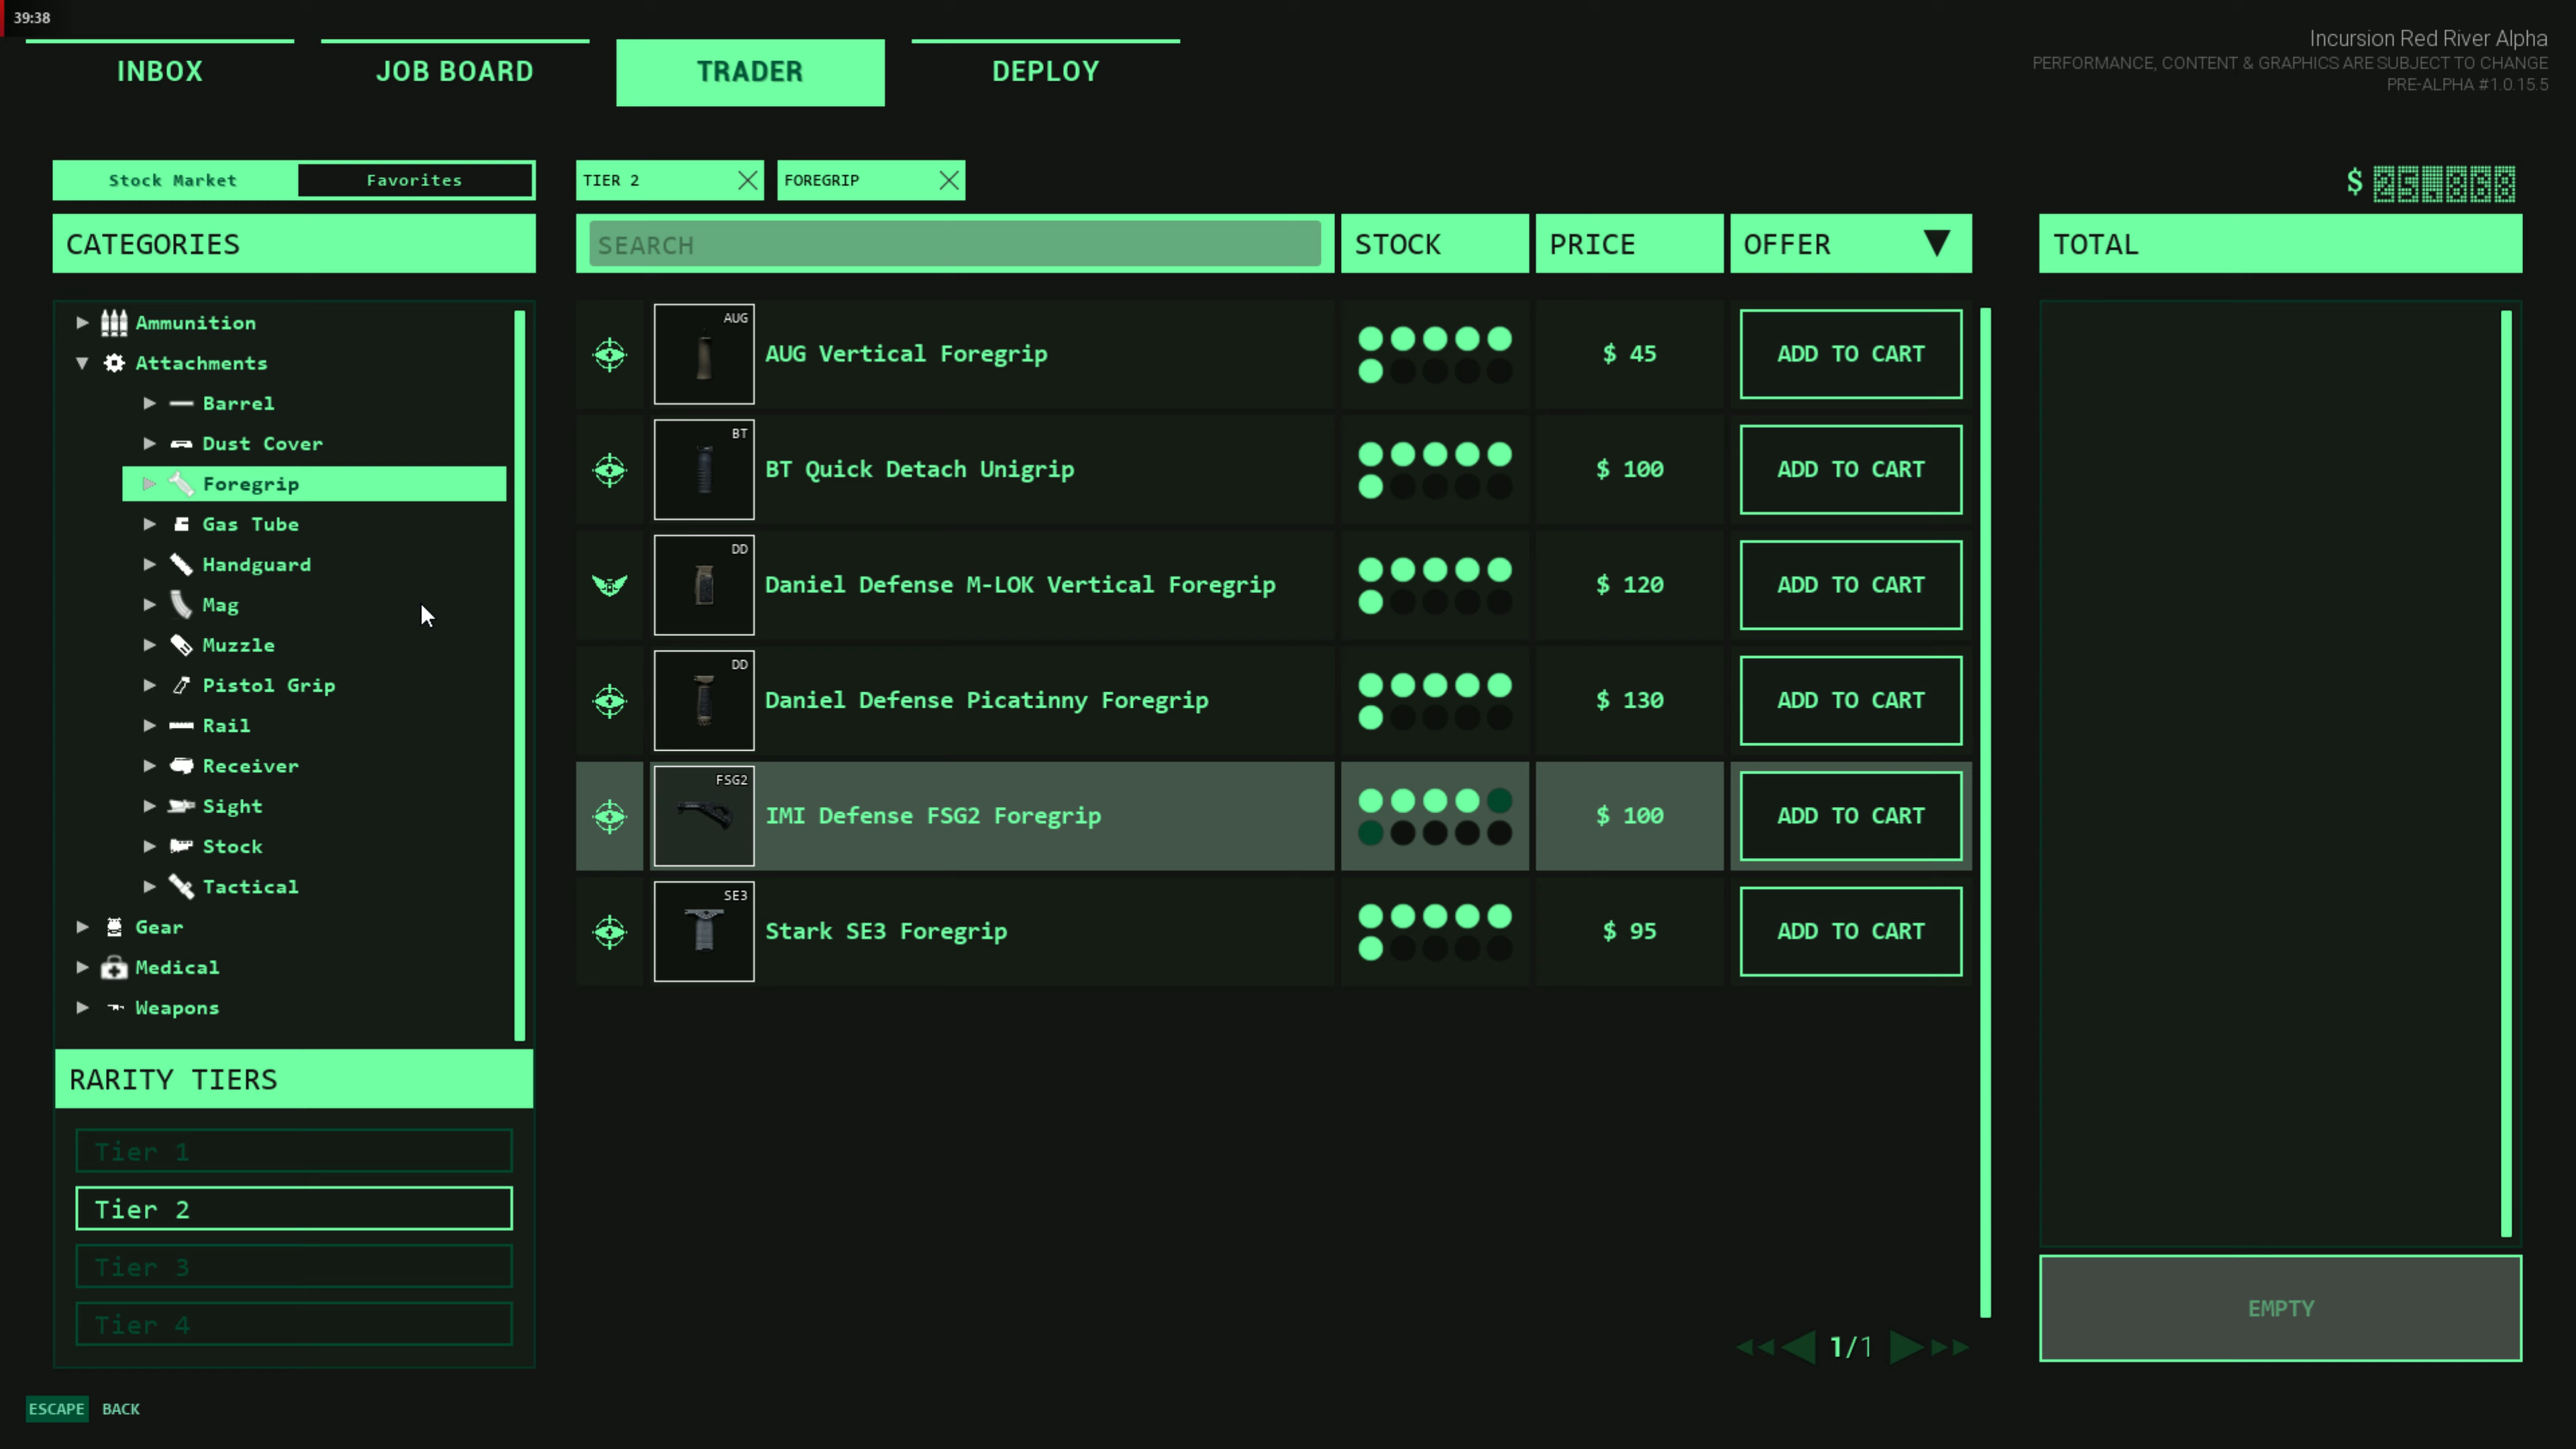 39:38
INBOX
JOB BOARD
TRADER
DEPLOY
Incursion Red River Alpha
PERFORMANCE, CONTENT & GRAPHICS ARE SUBJECT TO CHANGE
PRE-ALPHA #1.0.15.5
Stock Market
Favorites
TIER 2
FOREGRIP
$ 25.868
CATEGORIES
SEARCH
STOCK
PRICE
OFFER
TOTAL
Ammunition
Attachments
Barrel
Dust Cover
Foregrip
Gas Tube
Handguard
Mag
Muzzle
Pistol Grip
Rail
Receiver
Sight
Stock
Tactical
Gear
Medical
Weapons
RARITY TIERS
Tier 1
Tier 2
Tier 3
Tier 4
AUG
AUG Vertical Foregrip
$ 45
ADD TO CART
BT
BT Quick Detach Unigrip
$ 100
ADD TO CART
DD
Daniel Defense M-LOK Vertical Foregrip
$ 120
ADD TO CART
DD
Daniel Defense Picatinny Foregrip
$ 130
ADD TO CART
FSG2
IMI Defense FSG2 Foregrip
$ 100
ADD TO CART
SE3
Stark SE3 Foregrip
$ 95
ADD TO CART
1/1
EMPTY
ESCAPE BACK